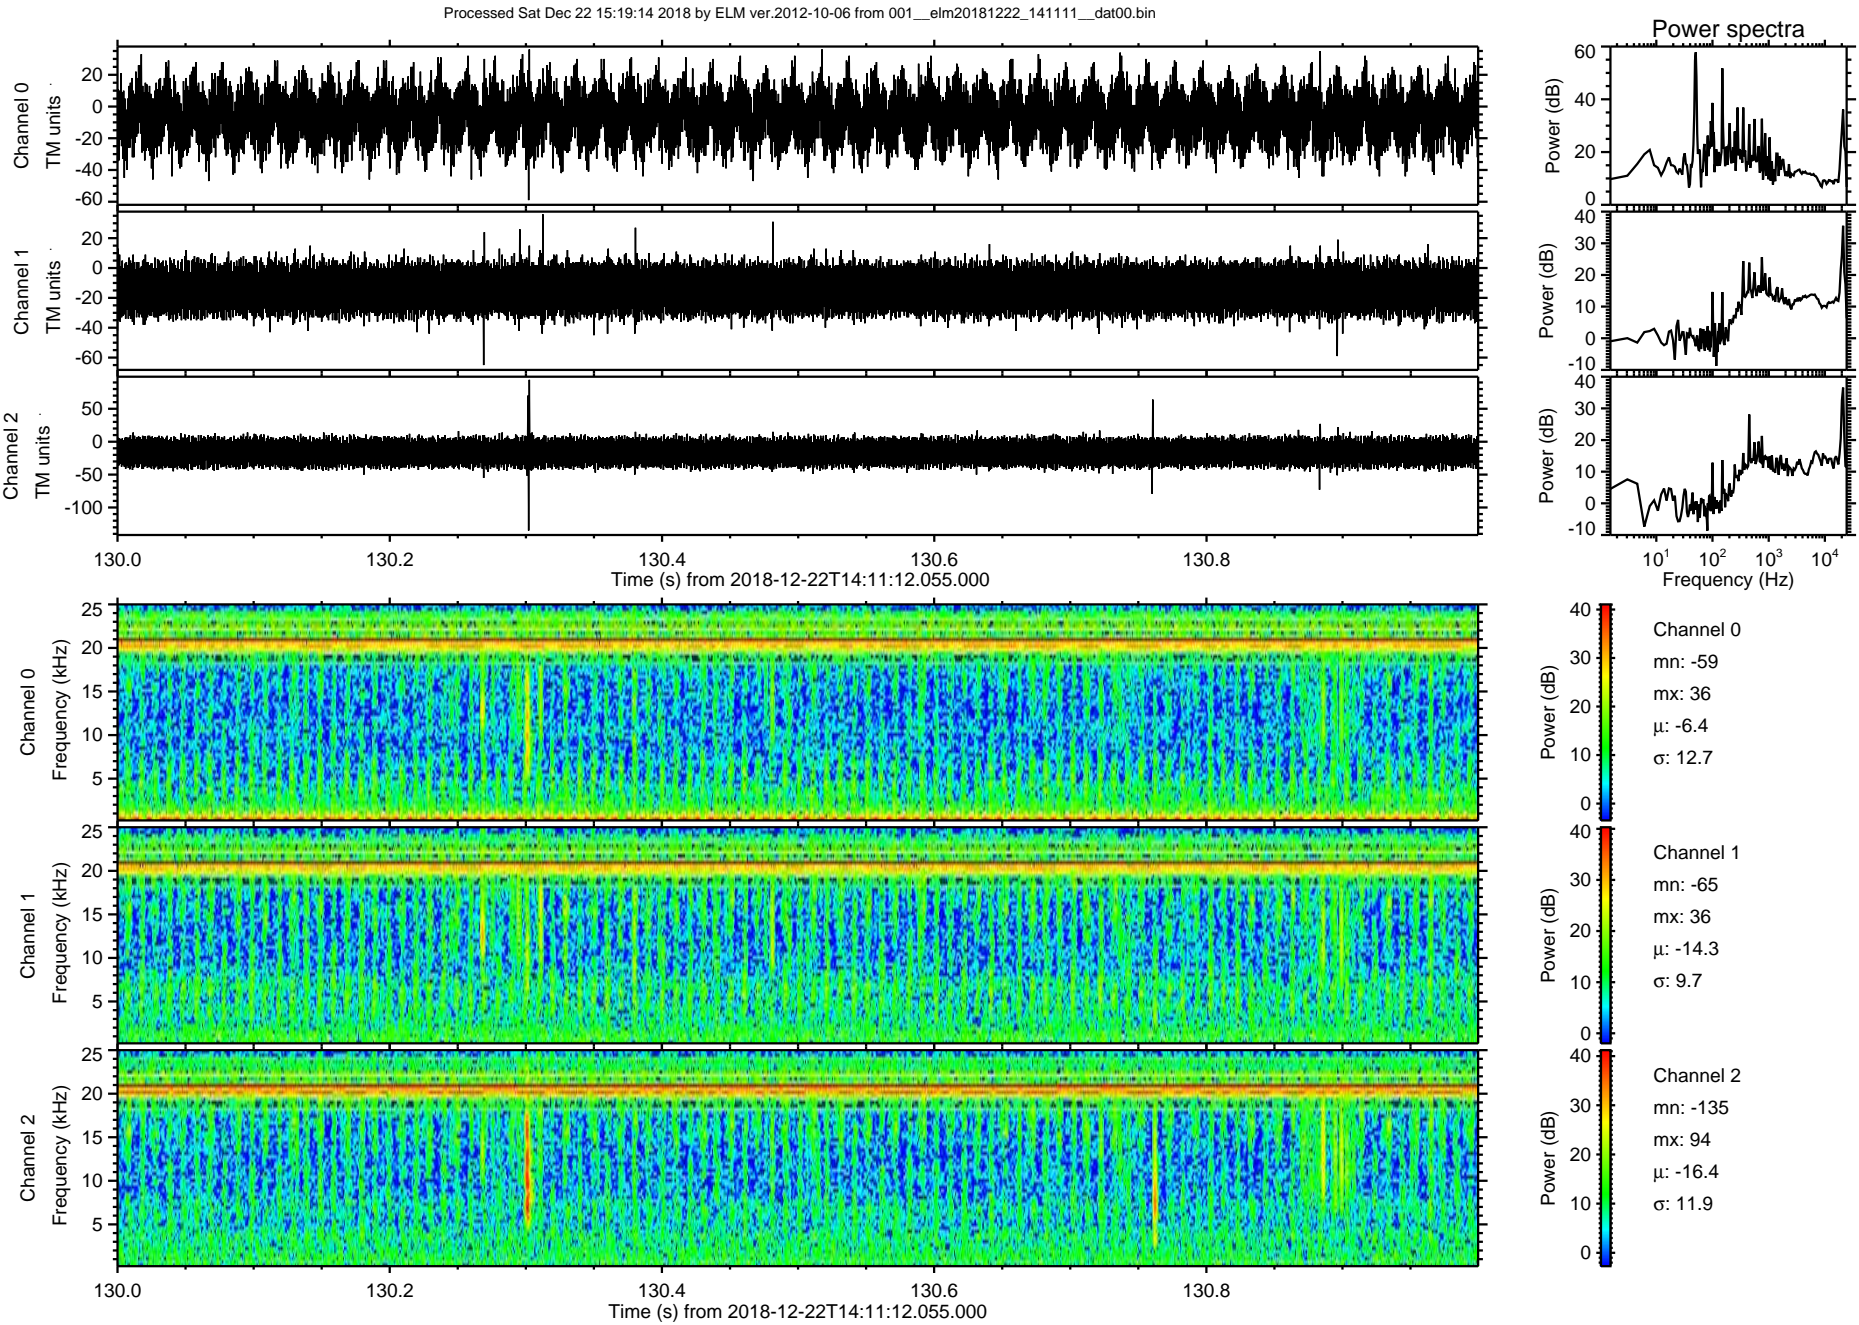 Processed Sat Dec 22 15:19:14 2018 by ELM ver.2012-10-06 from 001__elm20181222_141111__dat00.bin
Power spectra
Channel 0
TM units
20
0
-20
-40
-60
Power (dB)
60
40
20
0
Channel 1
TM units
20
0
-20
-40
-60
Power (dB)
40
30
20
10
0
-10
Channel 2
TM units
50
0
-50
-100
Power (dB)
40
30
20
10
0
-10
130.0 130.2 130.4 130.6 130.8
Time (s) from 2018-12-22T14:11:12.055.000
10¹ 10² 10³ 10⁴
Frequency (Hz)
Channel 0
Frequency (kHz)
25
20
15
10
5
Power (dB)
40
30
20
10
0
Channel 0
mn: -59
mx: 36
μ: -6.4
σ: 12.7
Channel 1
Frequency (kHz)
25
20
15
10
5
Power (dB)
40
30
20
10
0
Channel 1
mn: -65
mx: 36
μ: -14.3
σ: 9.7
Channel 2
Frequency (kHz)
25
20
15
10
5
Power (dB)
40
30
20
10
0
Channel 2
mn: -135
mx: 94
μ: -16.4
σ: 11.9
130.0 130.2 130.4 130.6 130.8
Time (s) from 2018-12-22T14:11:12.055.000